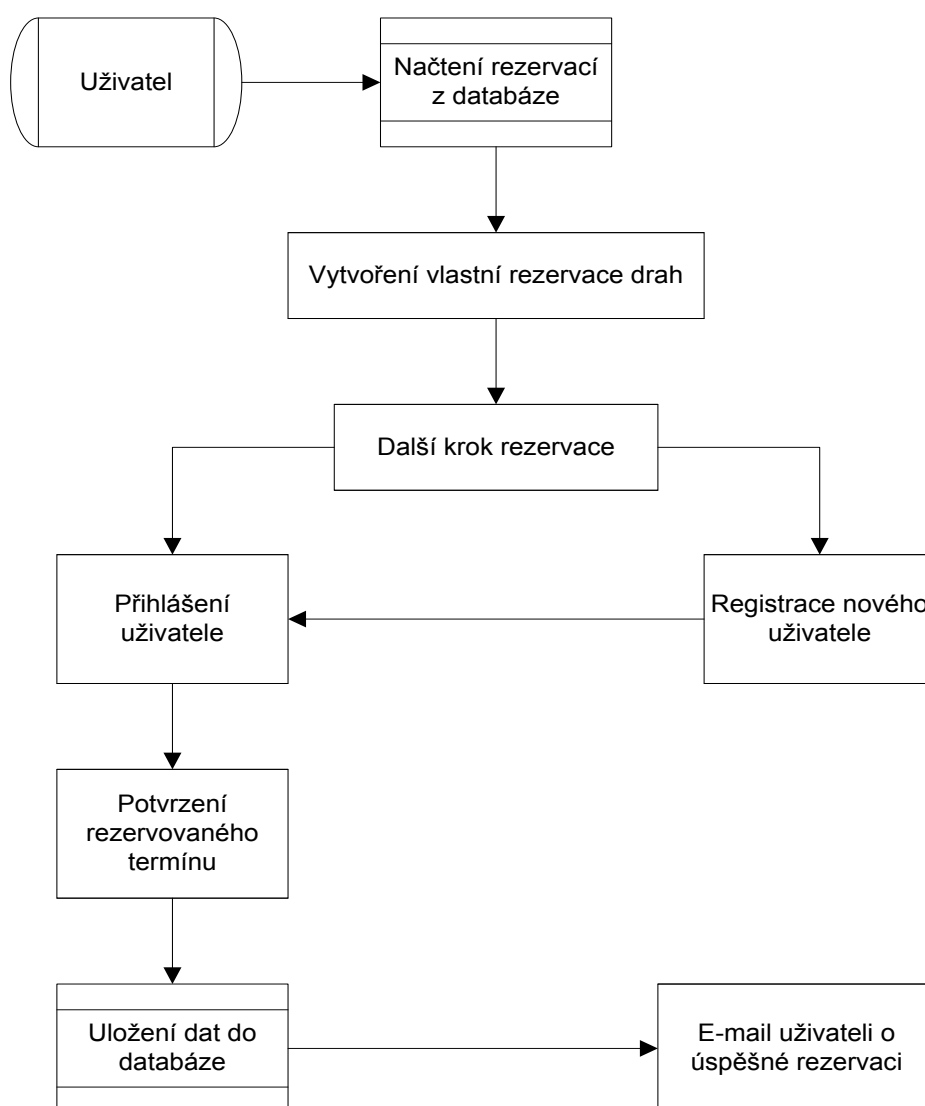 Uživatel
Načtení rezervací
z databáze
Vytvoření vlastní rezervace drah
Další krok rezervace
Přihlášení
uživatele
Registrace nového
uživatele
Potvrzení
rezervovaného
termínu
Uložení dat do
databáze
E-mail uživateli o
úspěšné rezervaci